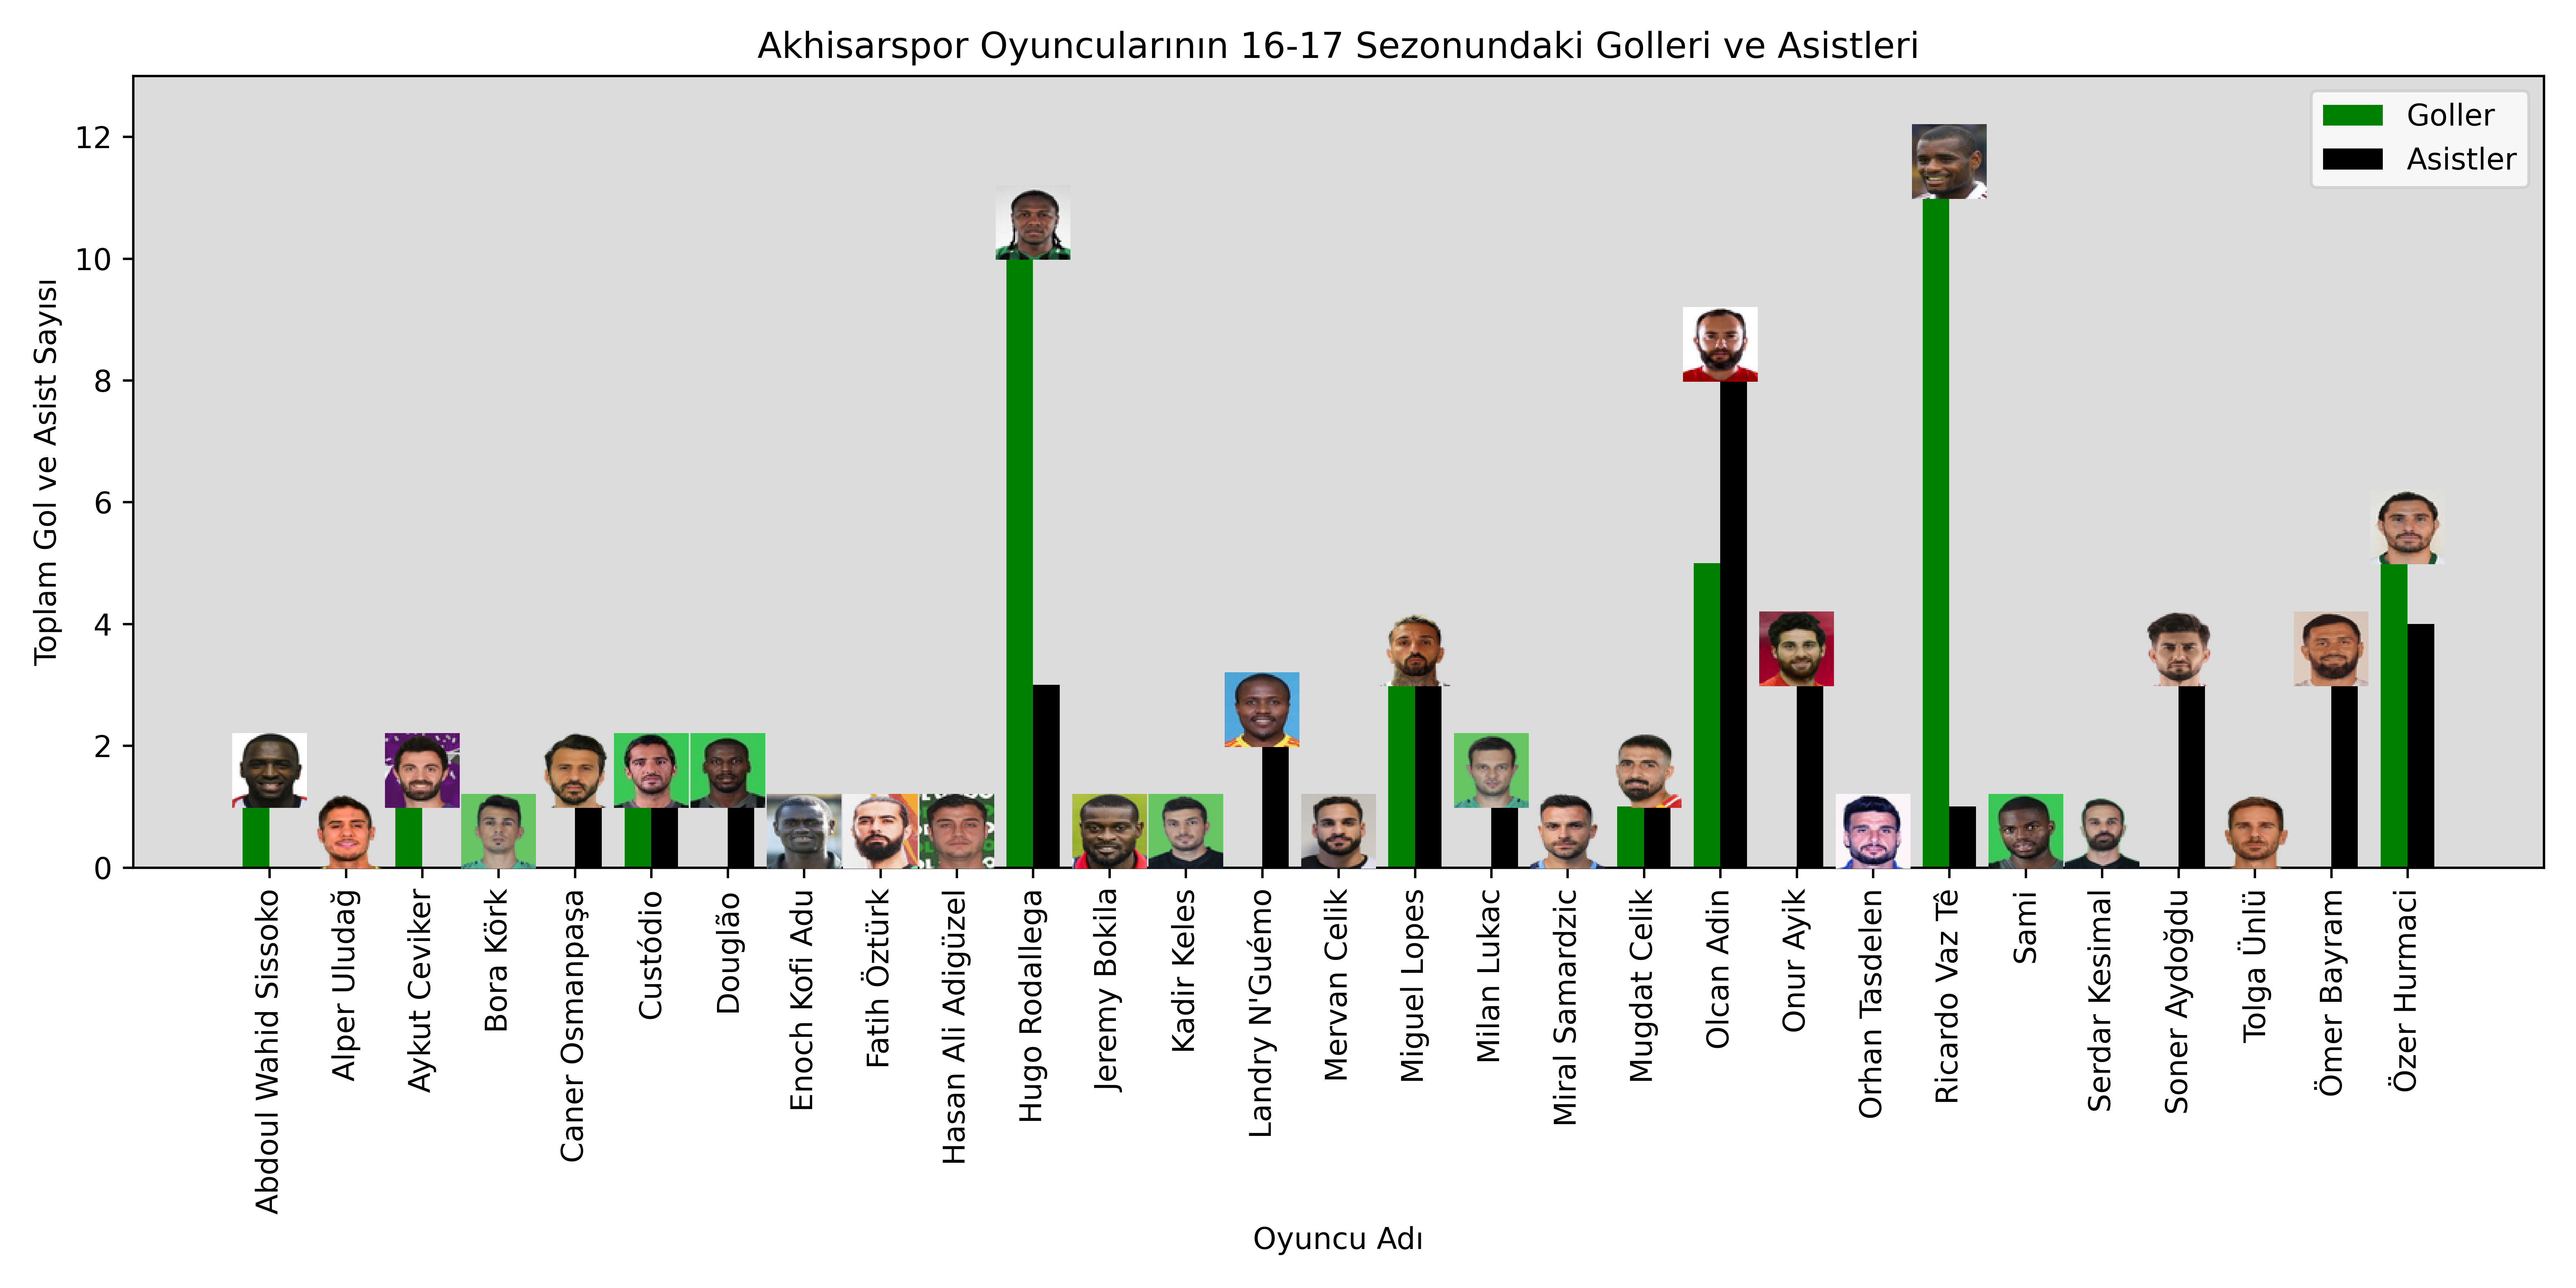 Akhisarspor Oyuncularının 16-17 Sezonundaki Golleri ve Asistleri
Goller
Asistler
Toplam Gol ve Asist Sayısı
12
10
8
6
4
2
0
Abdoul Wahid Sissoko
Alper Uludağ
Aykut Ceviker
Bora Körk
Caner Osmanpaşa
Custódio
Douglão
Enoch Kofi Adu
Fatih Öztürk
Hasan Ali Adigüzel
Hugo Rodallega
Jeremy Bokila
Kadir Keles
Landry N'Guémo
Mervan Celik
Miguel Lopes
Milan Lukac
Miral Samardzic
Mugdat Celik
Olcan Adin
Onur Ayik
Orhan Tasdelen
Ricardo Vaz Tê
Sami
Serdar Kesimal
Soner Aydoğdu
Tolga Ünlü
Ömer Bayram
Özer Hurmaci
Oyuncu Adı